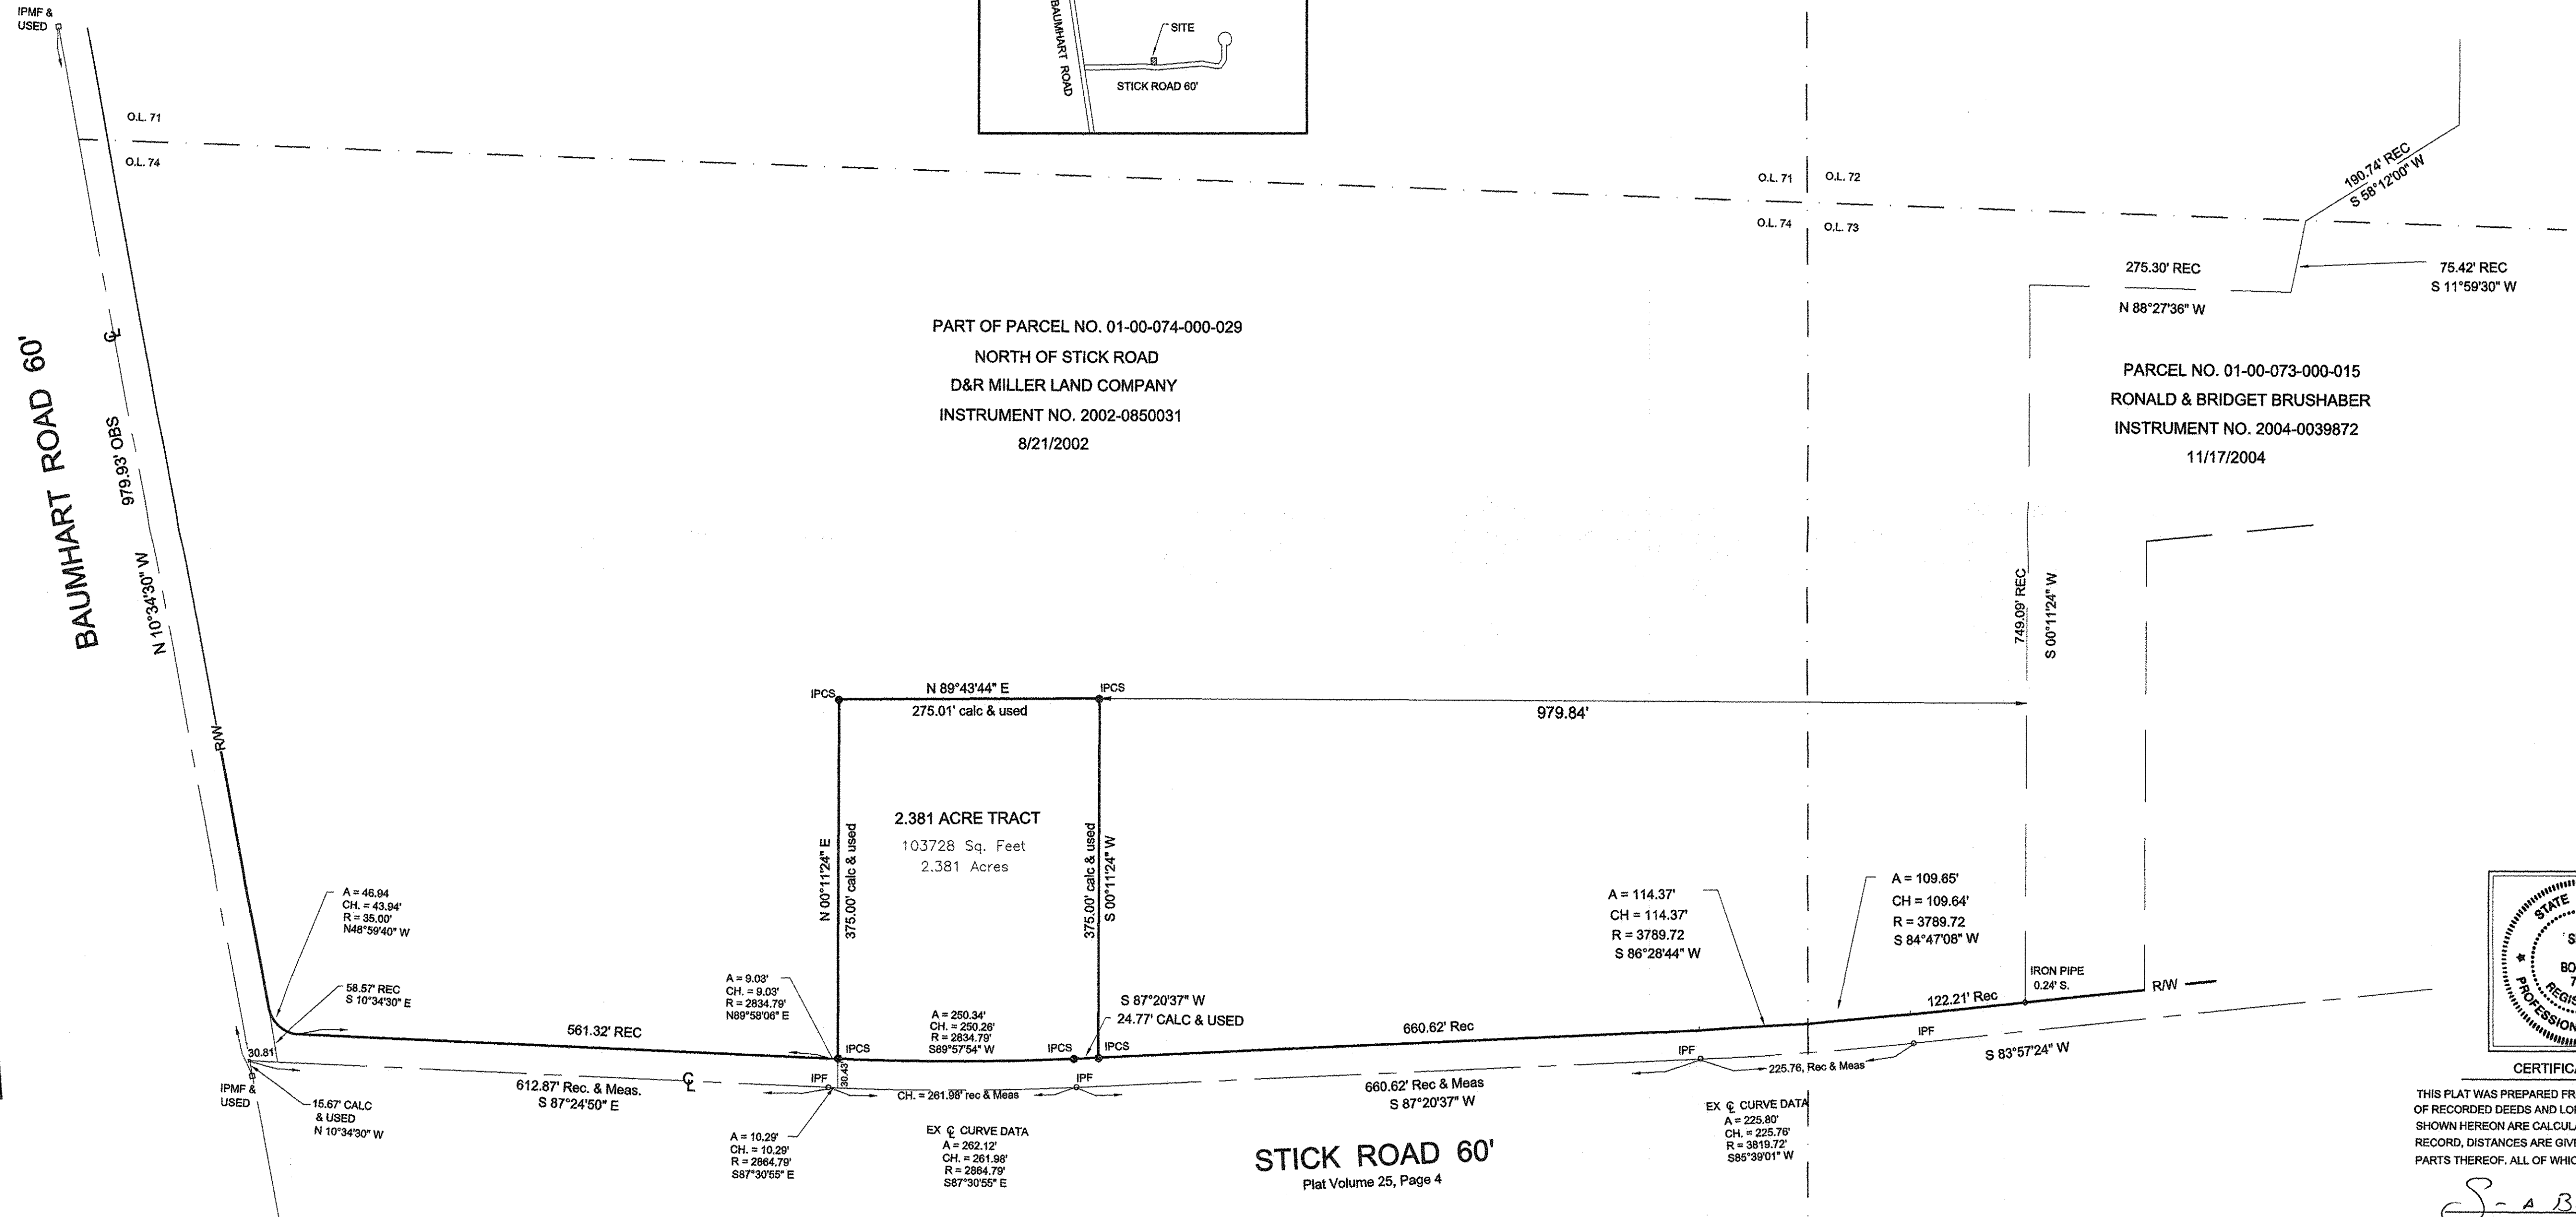 IPMF &
USED
BAUMHART ROAD
SITE
STICK ROAD 60'
O.L. 71
O.L. 74
O.L. 71
O.L. 72
O.L. 74
O.L. 73
190.74' REC
S 58°12'00" W
275.30' REC
N 88°27'36" W
75.42' REC
S 11°59'30" W
PART OF PARCEL NO. 01-00-074-000-029
NORTH OF STICK ROAD
D&R MILLER LAND COMPANY
INSTRUMENT NO. 2002-0850031
8/21/2002
PARCEL NO. 01-00-073-000-015
RONALD & BRIDGET BRUSHABER
INSTRUMENT NO. 2004-0039872
11/17/2004
BAUMHART ROAD 60'
℄
979.93' OBS
N 10°34'30" W
R/W
749.09' REC
S 00°11'24" W
IPCS
N 89°43'44" E
275.01' calc & used
IPCS
979.84'
N 00°11'24" E
375.00' calc & used
2.381 ACRE TRACT
103728 Sq. Feet
2.381 Acres
375.00' calc & used
S 00°11'24" W
A = 46.94
CH. = 43.94'
R = 35.00'
N48°59'40" W
58.57' REC
S 10°34'30" E
561.32' REC
A = 9.03'
CH. = 9.03'
R = 2834.79'
N89°58'06" E
A = 250.34'
CH. = 250.26'
R = 2834.79'
S89°57'54" W
S 87°20'37" W
24.77' CALC & USED
IPCS
IPCS
IPCS
660.62' Rec
A = 114.37'
CH = 114.37'
R = 3789.72
S 86°28'44" W
A = 109.65'
CH = 109.64'
R = 3789.72
S 84°47'08" W
IRON PIPE
0.24' S.
122.21' Rec
R/W
30.81'
IPMF &
USED
15.67' CALC
& USED
N 10°34'30" W
612.87' Rec. & Meas.
S 87°24'50" E
℄
IPF
30.43'
CH. = 261.98' rec & Meas
IPF
660.62' Rec & Meas
S 87°20'37" W
IPF
225.76, Rec & Meas
IPF
S 83°57'24" W
A = 10.29'
CH. = 10.29'
R = 2864.79'
S87°30'55" E
EX ℄ CURVE DATA
A = 262.12'
CH. = 261.98'
R = 2864.79'
S87°30'55" E
STICK ROAD 60'
Plat Volume 25, Page 4
EX ℄ CURVE DATA
A = 225.80'
CH. = 225.76'
R = 3819.72'
S85°39'01" W
STATE
BO
7
REGIS
PROFESSION
CERTIFICA
THIS PLAT WAS PREPARED FR
OF RECORDED DEEDS AND LO
SHOWN HEREON ARE CALCUL
RECORD, DISTANCES ARE GIV
PARTS THEREOF. ALL OF WHIC